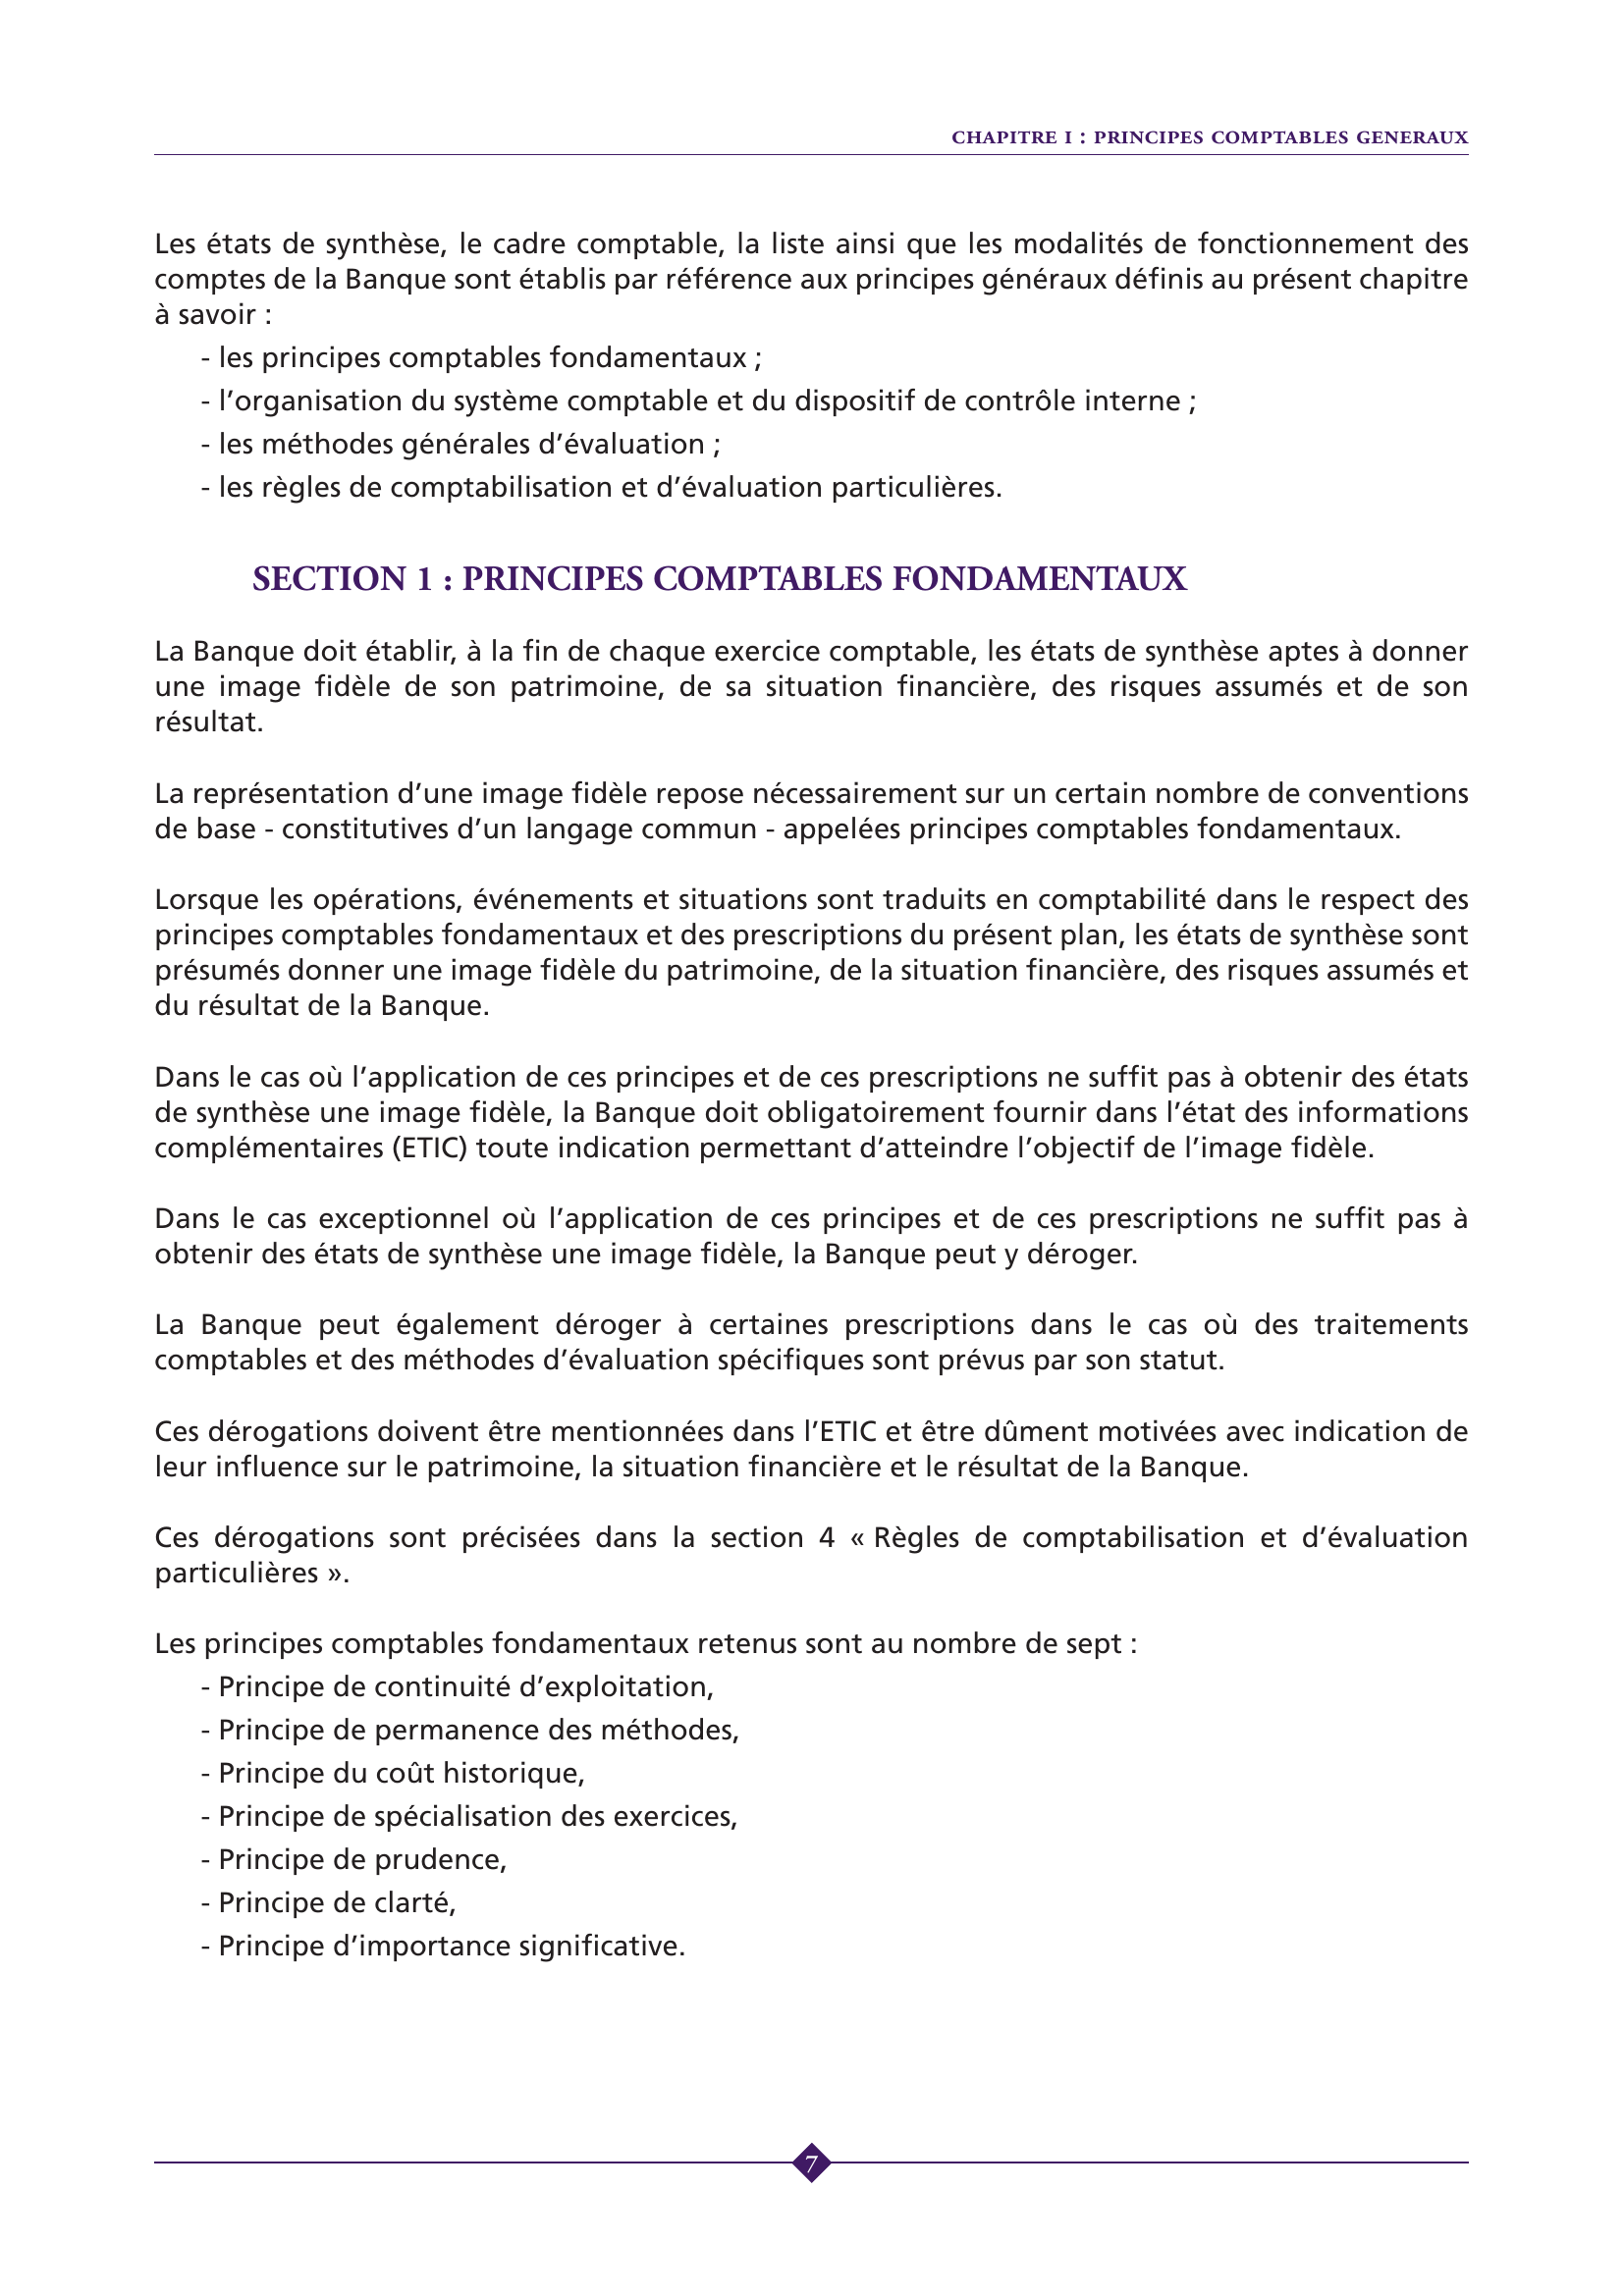 CHAPITRE I : PRINCIPES COMPTABLES GENERAUX
Les états de synthèse, le cadre comptable, la liste ainsi que les modalités de fonctionnement des
comptes de la Banque sont établis par référence aux principes généraux définis au présent chapitre
à savoir :
- les principes comptables fondamentaux ;
- l’organisation du système comptable et du dispositif de contrôle interne ;
- les méthodes générales d’évaluation ;
- les règles de comptabilisation et d’évaluation particulières.
SECTION 1 : PRINCIPES COMPTABLES FONDAMENTAUX
La Banque doit établir, à la fin de chaque exercice comptable, les états de synthèse aptes à donner
une image fidèle de son patrimoine, de sa situation financière, des risques assumés et de son
résultat.
La représentation d’une image fidèle repose nécessairement sur un certain nombre de conventions
de base - constitutives d’un langage commun - appelées principes comptables fondamentaux.
Lorsque les opérations, événements et situations sont traduits en comptabilité dans le respect des
principes comptables fondamentaux et des prescriptions du présent plan, les états de synthèse sont
présumés donner une image fidèle du patrimoine, de la situation financière, des risques assumés et
du résultat de la Banque.
Dans le cas où l’application de ces principes et de ces prescriptions ne suffit pas à obtenir des états
de synthèse une image fidèle, la Banque doit obligatoirement fournir dans l’état des informations
complémentaires (ETIC) toute indication permettant d’atteindre l’objectif de l’image fidèle.
Dans le cas exceptionnel où l’application de ces principes et de ces prescriptions ne suffit pas à
obtenir des états de synthèse une image fidèle, la Banque peut y déroger.
La Banque peut également déroger à certaines prescriptions dans le cas où des traitements
comptables et des méthodes d’évaluation spécifiques sont prévus par son statut.
Ces dérogations doivent être mentionnées dans l’ETIC et être dûment motivées avec indication de
leur influence sur le patrimoine, la situation financière et le résultat de la Banque.
Ces dérogations sont précisées dans la section 4 « Règles de comptabilisation et d’évaluation
particulières ».
Les principes comptables fondamentaux retenus sont au nombre de sept :
- Principe de continuité d’exploitation,
- Principe de permanence des méthodes,
- Principe du coût historique,
- Principe de spécialisation des exercices,
- Principe de prudence,
- Principe de clarté,
- Principe d’importance significative.
7